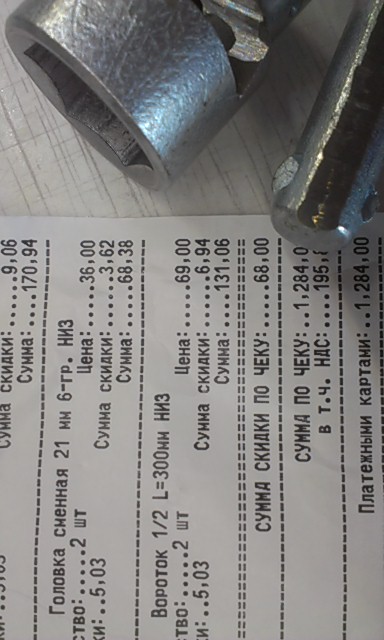 Сумма скидки:.....9,06
Сумма:....170,94
Головка сменная 21 мм 6-гр. НИЗ
ство:.....2 шт Цена:.....36,00
ки:..5,03 Сумма скидки:.....3,62
Сумма:....68,38
Вороток 1/2 L=300мм НИЗ
ство:.....2 шт Цена:.....69,00
ки:..5,03 Сумма скидки:.....6,94
Сумма:....131,06
СУММА СКИДКИ ПО ЧЕКУ:....68,00
СУММА ПО ЧЕКУ:..1,284,0
в т.ч. НДС:....195,
Платежными картами:..1,284,00